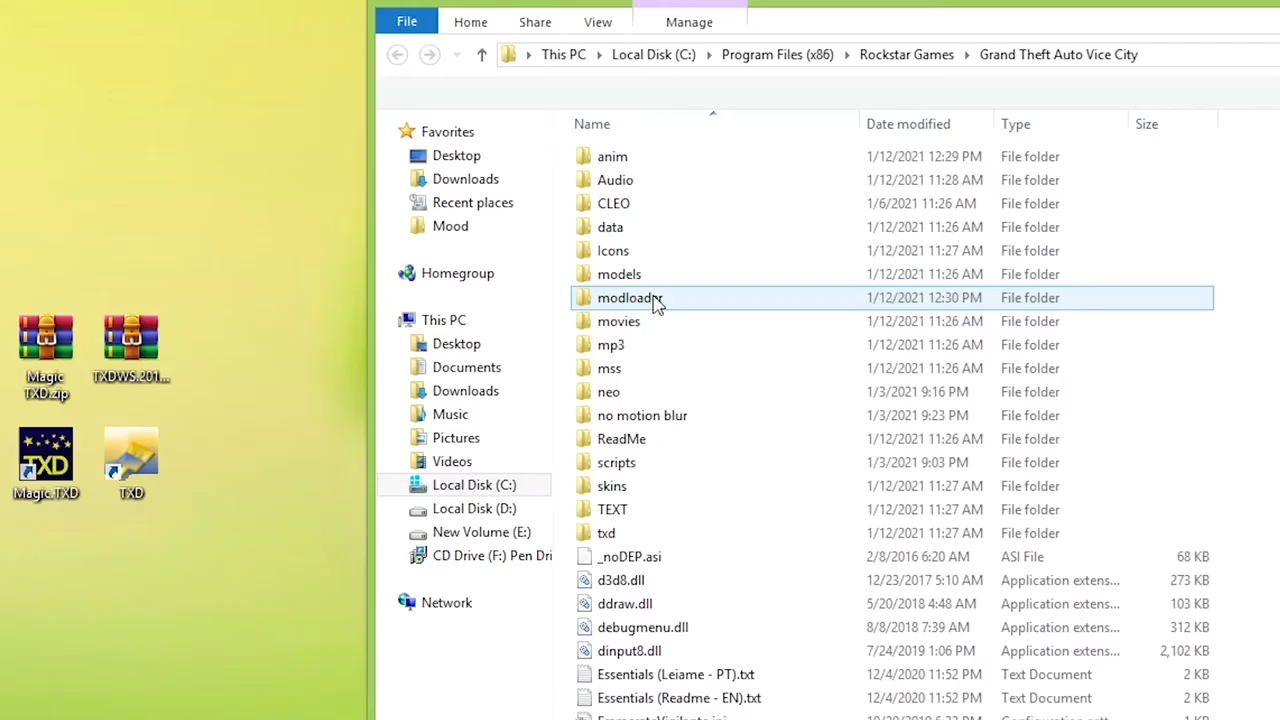 File Home Share View Manage
This PC Local Disk (C:) Program Files (x86) Rockstar Games Grand Theft Auto Vice City
Name Date modified Type Size
Favorites
Desktop
Downloads
Recent places
Mood
Homegroup
This PC
Desktop
Documents
Downloads
Music
Pictures
Videos
Local Disk (C:)
Local Disk (D:)
New Volume (E:)
CD Drive (F:) Pen Dri
Network
anim 1/12/2021 12:29 PM File folder
Audio 1/12/2021 11:28 AM File folder
CLEO 1/6/2021 11:26 AM File folder
data 1/12/2021 11:26 AM File folder
Icons 1/12/2021 11:27 AM File folder
models 1/12/2021 11:26 AM File folder
modloader 1/12/2021 12:30 PM File folder
movies 1/12/2021 11:26 AM File folder
mp3 1/12/2021 11:26 AM File folder
mss 1/12/2021 11:26 AM File folder
neo 1/3/2021 9:16 PM File folder
no motion blur 1/3/2021 9:23 PM File folder
ReadMe 1/12/2021 11:26 AM File folder
scripts 1/3/2021 9:03 PM File folder
skins 1/12/2021 11:27 AM File folder
TEXT 1/12/2021 11:27 AM File folder
txd 1/12/2021 11:27 AM File folder
_noDEP.asi 2/8/2016 6:20 AM ASI File 68 KB
d3d8.dll 12/23/2017 5:10 AM Application extens... 273 KB
ddraw.dll 5/20/2018 4:48 AM Application extens... 103 KB
debugmenu.dll 8/8/2018 7:39 AM Application extens... 312 KB
dinput8.dll 7/24/2019 1:06 PM Application extens... 2,102 KB
Essentials (Leiame - PT).txt 12/4/2020 11:52 PM Text Document 2 KB
Essentials (Readme - EN).txt 12/4/2020 11:52 PM Text Document 2 KB
Magic
TXD.zip
TXDWS.201...
TXD
Magic.TXD
TXD